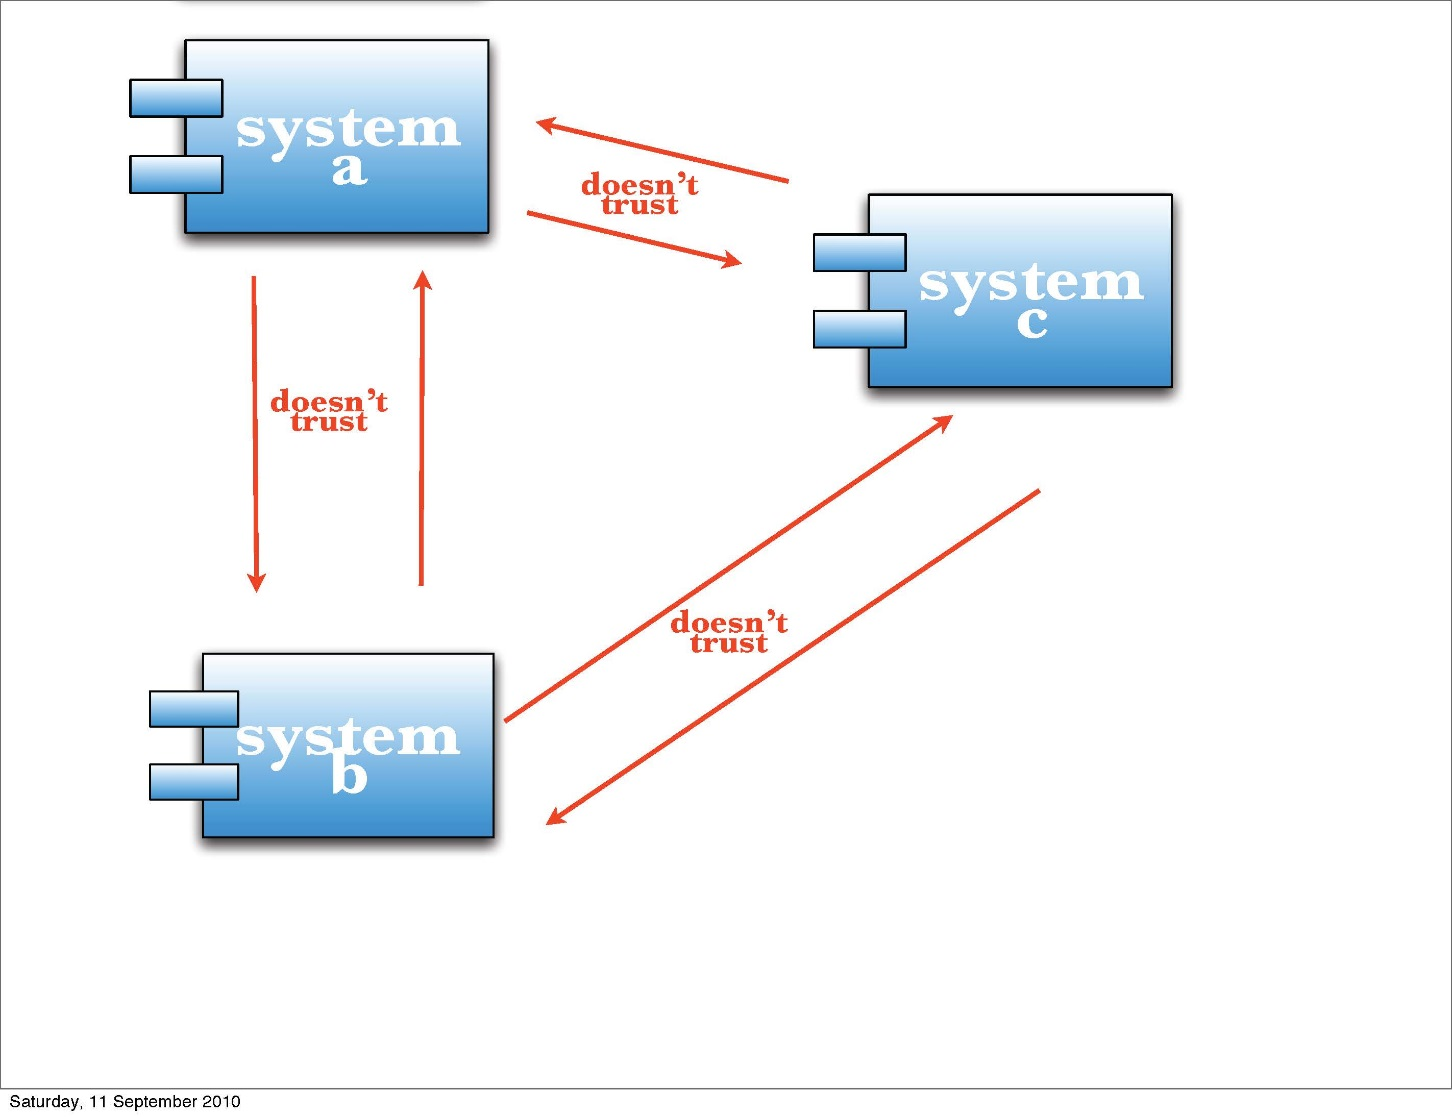 system
a
doesn't
trust
system
c
doesn't
trust
doesn't
trust
system
b
Saturday, 11 September 2010